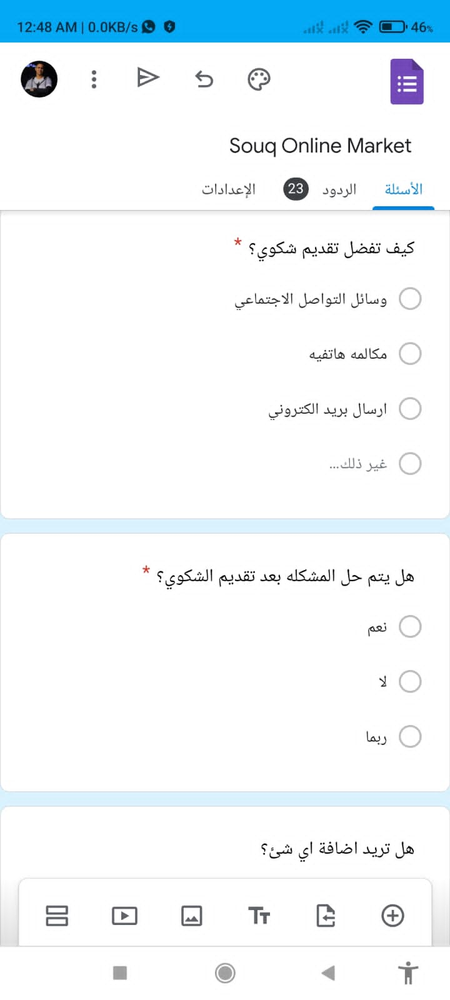 12:48 AM | 0.0KB/s
46%
Souq Online Market
الأسئلة
الردود 23
الإعدادات
كيف تفضل تقديم شكوي؟ *
وسائل التواصل الاجتماعي
مكالمه هاتفيه
ارسال بريد الكتروني
غير ذلك...
هل يتم حل المشكله بعد تقديم الشكوي؟ *
نعم
لا
ربما
هل تريد اضافة اي شئ؟
Tт